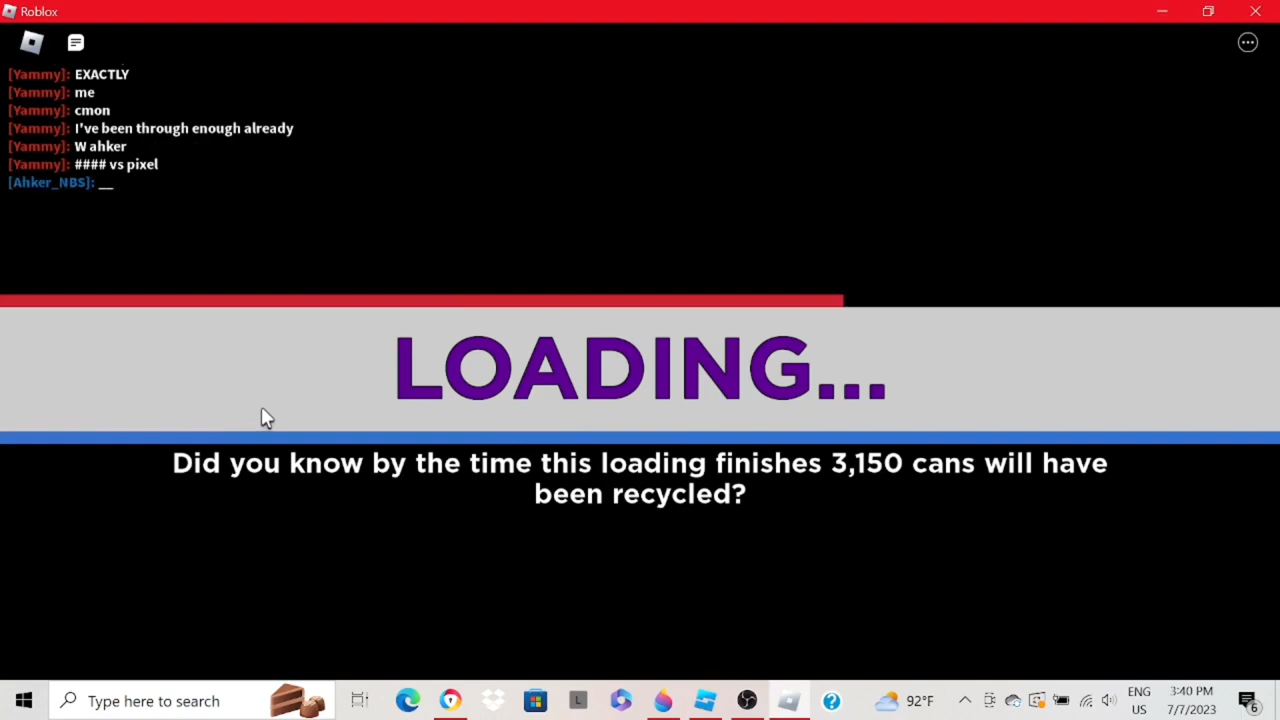 Roblox
[Yammy]: EXACTLY
[Yammy]: me
[Yammy]: cmon
[Yammy]: I've been through enough already
[Yammy]: W ahker
[Yammy]: #### vs pixel
[Ahker_NBS]: __
LOADING...
Did you know by the time this loading finishes 3,150 cans will have
been recycled?
Type here to search
L
92°F
ENG
US
3:40 PM
7/7/2023
6